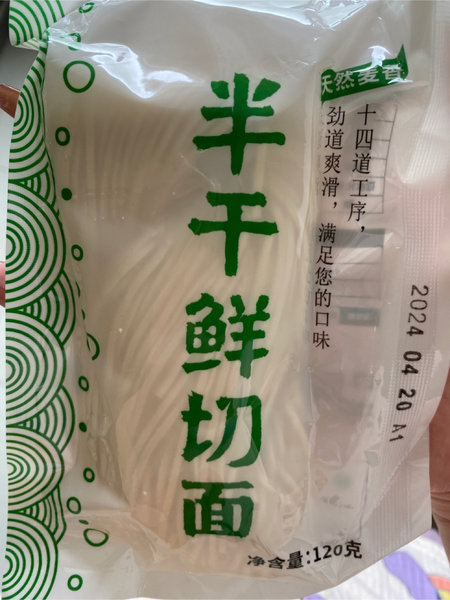 天然麦香
十四道工序，
劲道爽滑，满足您的口味
半干鲜切面
2024 04 20 A1
净含量:120克